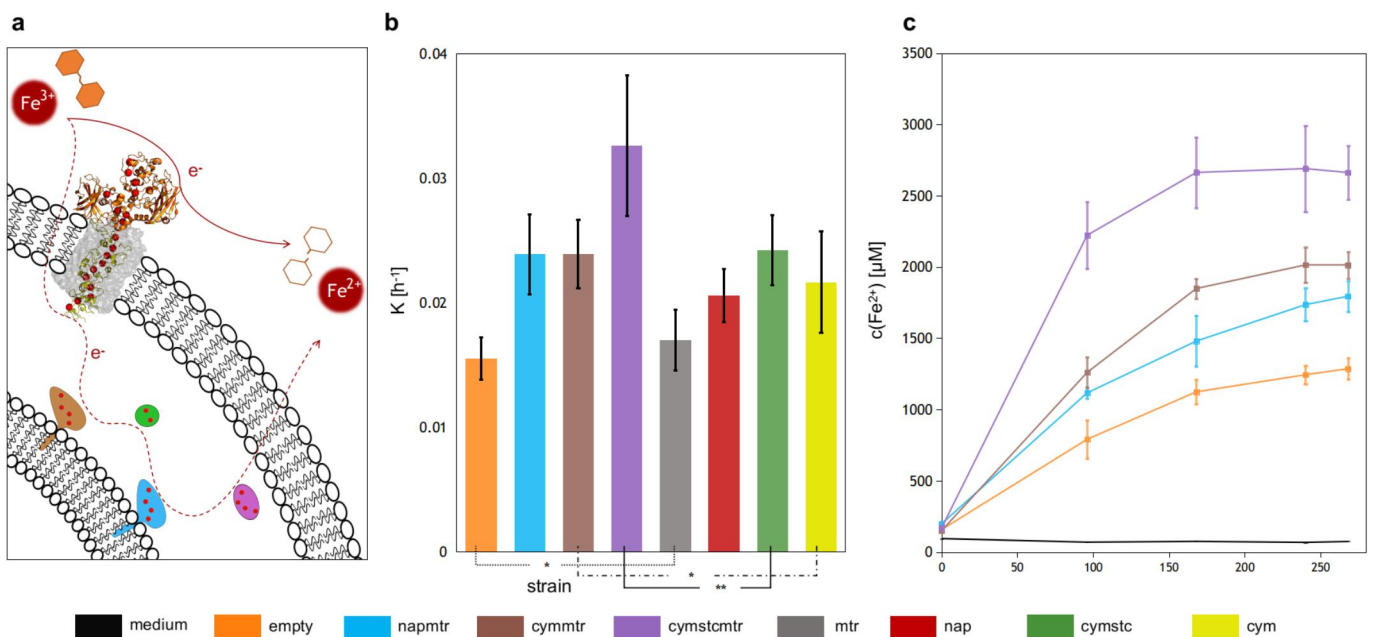 a
b
c
Fe3+
e-
Fe2+
e-
K [h-1]
0.04
0.03
0.02
0.01
0
*
*
**
strain
c(Fe2+) [µM]
3500
3000
2500
2000
1500
1000
500
0
0 50 100 150 200 250
medium empty napmtr cymmtr cymstcmtr mtr nap cymstc cym